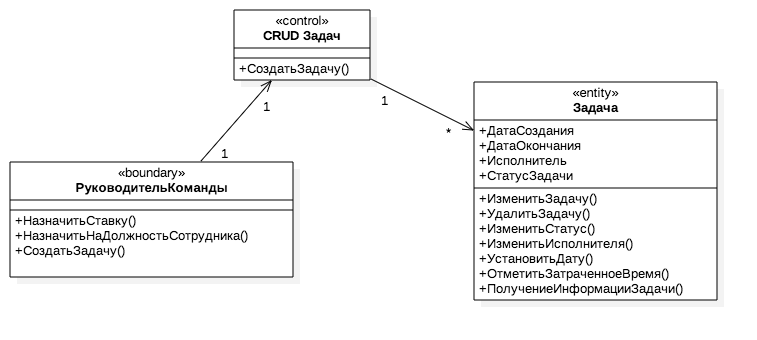 «control»
CRUD Задач
+СоздатьЗадачу()
1
1
1
*
«boundary»
РуководительКоманды
+НазначитьСтавку()
+НазначитьНаДолжностьСотрудника()
+СоздатьЗадачу()
«entity»
Задача
+ДатаСоздания
+ДатаОкончания
+Исполнитель
+СтатусЗадачи
+ИзменитьЗадачу()
+УдалитьЗадачу()
+ИзменитьСтатус()
+ИзменитьИсполнителя()
+УстановитьДату()
+ОтметитьЗатраченноеВремя()
+ПолучениеИнформацииЗадачи()